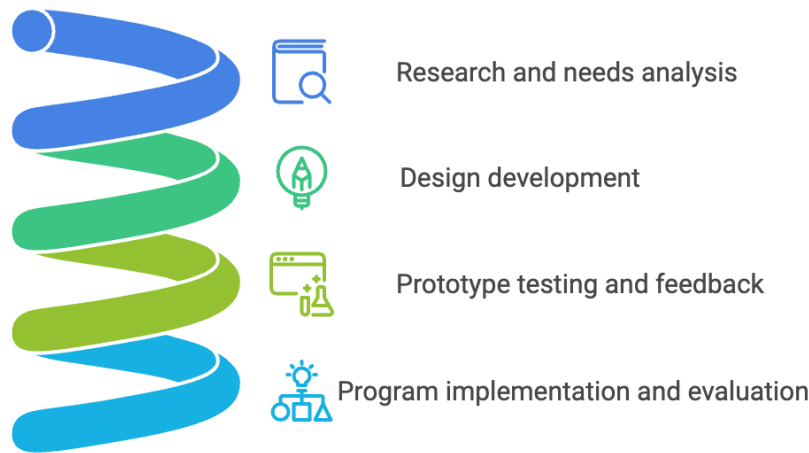 Research and needs analysis
Design development
Prototype testing and feedback
Program implementation and evaluation